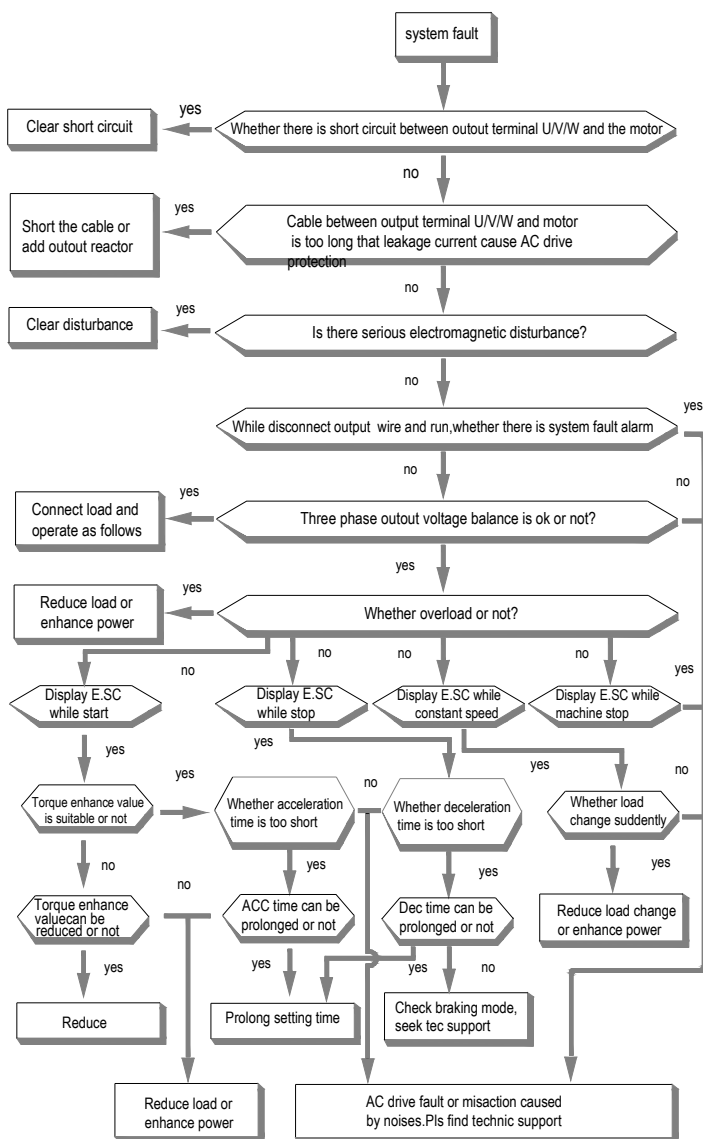 system fault
yes
Clear short circuit
Whether there is short circuit between outout terminal U/V/W and the motor
no
yes
Short the cable or
add outout reactor
Cable between output terminal U/V/W and motor
is too long that leakage current cause AC drive
protection
no
yes
Clear disturbance
Is there serious electromagnetic disturbance?
no
yes
While disconnect output wire and run,whether there is system fault alarm
no
no
yes
Connect load and
operate as follows
Three phase outout voltage balance is ok or not?
yes
yes
Reduce load or
enhance power
Whether overload or not?
no
no
no
no
yes
Display E.SC
while start
Display E.SC
while stop
Display E.SC while
constant speed
Display E.SC while
machine stop
yes
yes
yes
no
yes
no
Torque enhance value
is suitable or not
Whether acceleration
time is too short
Whether deceleration
time is too short
Whether load
change suddently
no
yes
yes
yes
no
Torque enhance
valuecan be
reduced or not
ACC time can be
prolonged or not
Dec time can be
prolonged or not
Reduce load change
or enhance power
yes
yes
yes
no
Reduce
Prolong setting time
Check braking mode,
seek tec support
Reduce load or
enhance power
AC drive fault or misaction caused
by noises.Pls find technic support